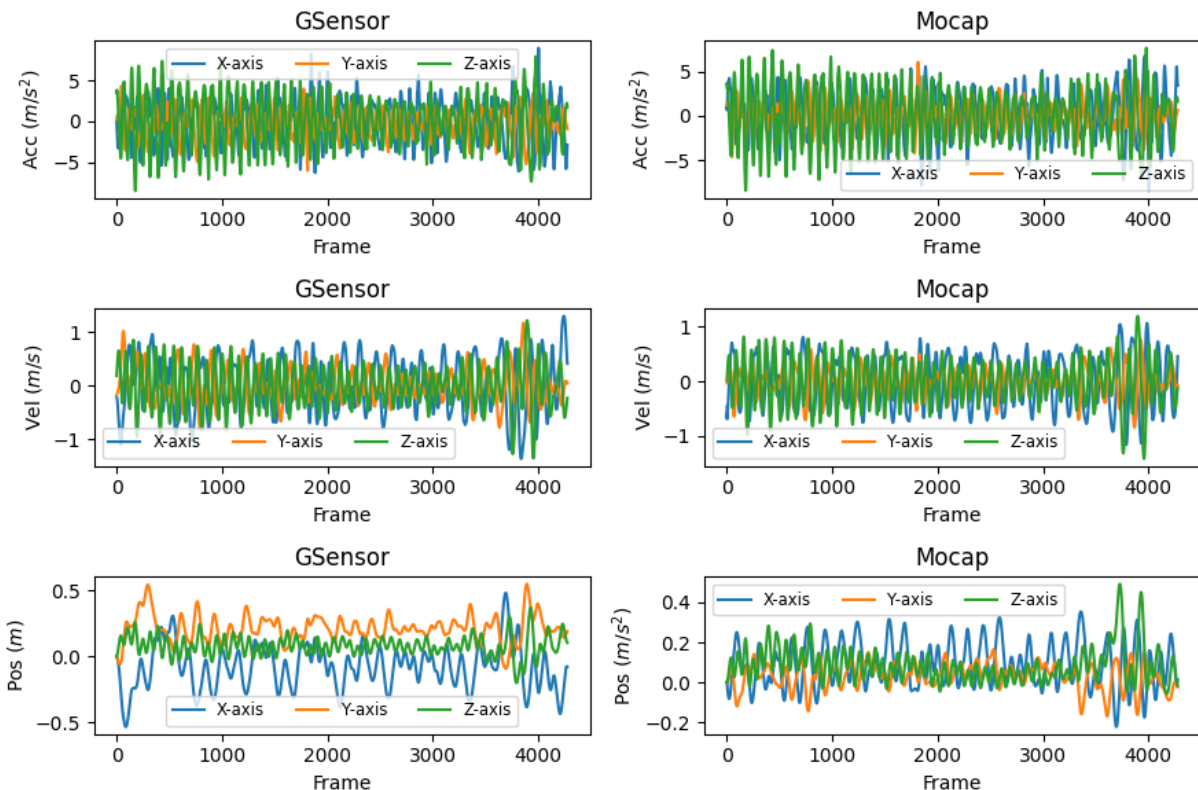 GSensor
Mocap
Acc (m/s²)
X-axis Y-axis Z-axis
5
0
−5
0 1000 2000 3000 4000
Frame
Acc (m/s²)
5
0
−5
X-axis Y-axis Z-axis
0 1000 2000 3000 4000
Frame
GSensor
Mocap
Vel (m/s)
1
0
−1
X-axis Y-axis Z-axis
0 1000 2000 3000 4000
Frame
Vel (m/s)
1
0
−1
X-axis Y-axis Z-axis
0 1000 2000 3000 4000
Frame
GSensor
Mocap
Pos (m)
0.5
0.0
−0.5
X-axis Y-axis Z-axis
0 1000 2000 3000 4000
Frame
Pos (m/s²)
X-axis Y-axis Z-axis
0.4
0.2
0.0
−0.2
0 1000 2000 3000 4000
Frame